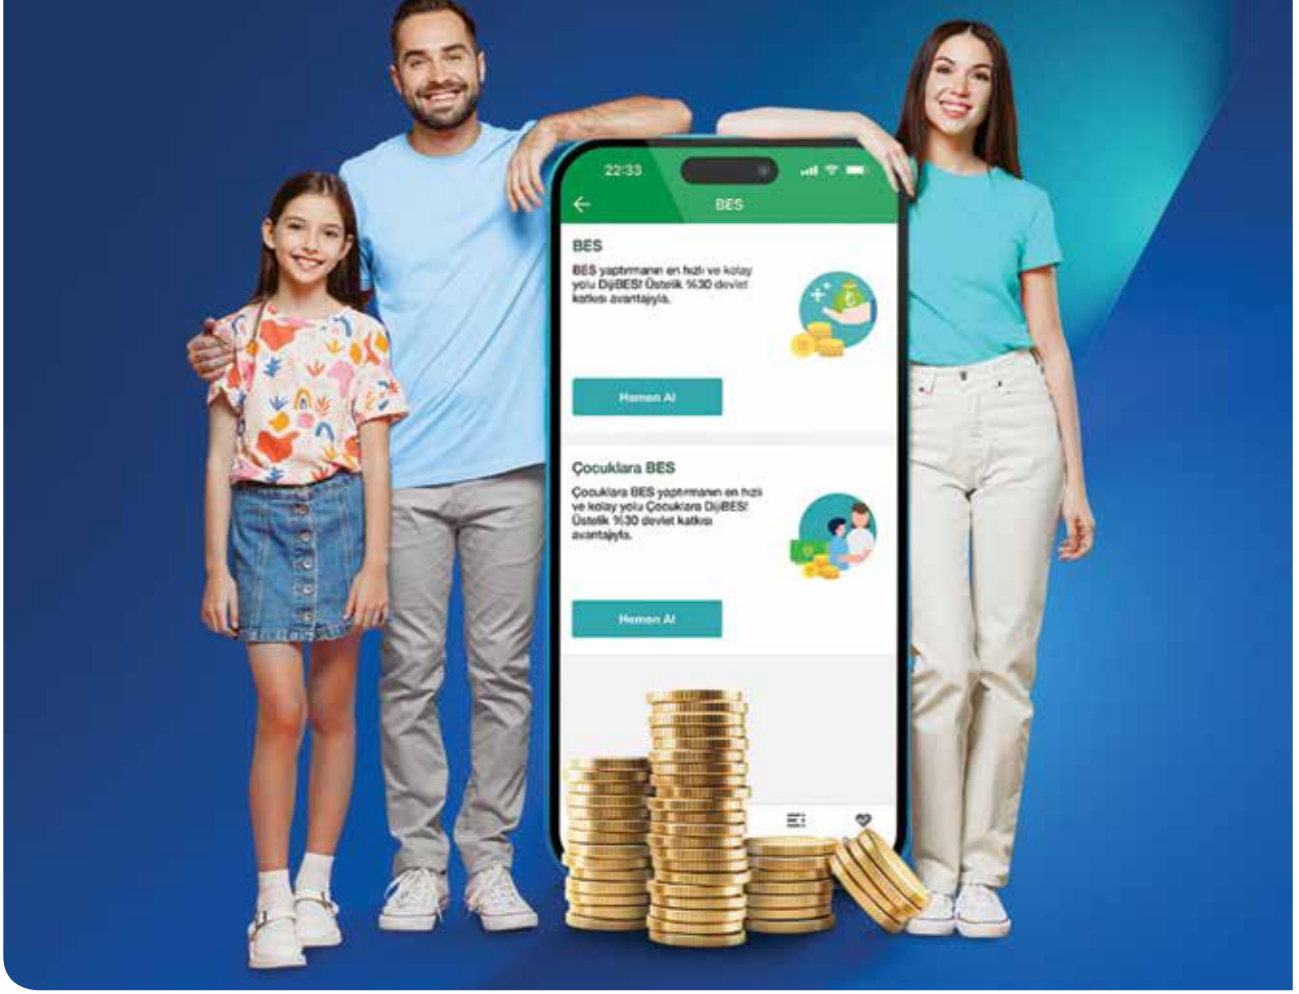 22:33
BES
BES
BES yaptırmanın en hızlı ve kolay
yolu DijiBES! Üstelik %30 devlet
katkısı avantajıyla.
Hemen Al
Çocuklara BES
Çocuklara BES yaptırmanın en hızlı
ve kolay yolu Çocuklara DijiBES!
Üstelik %30 devlet katkısı
avantajıyla.
Hemen Al